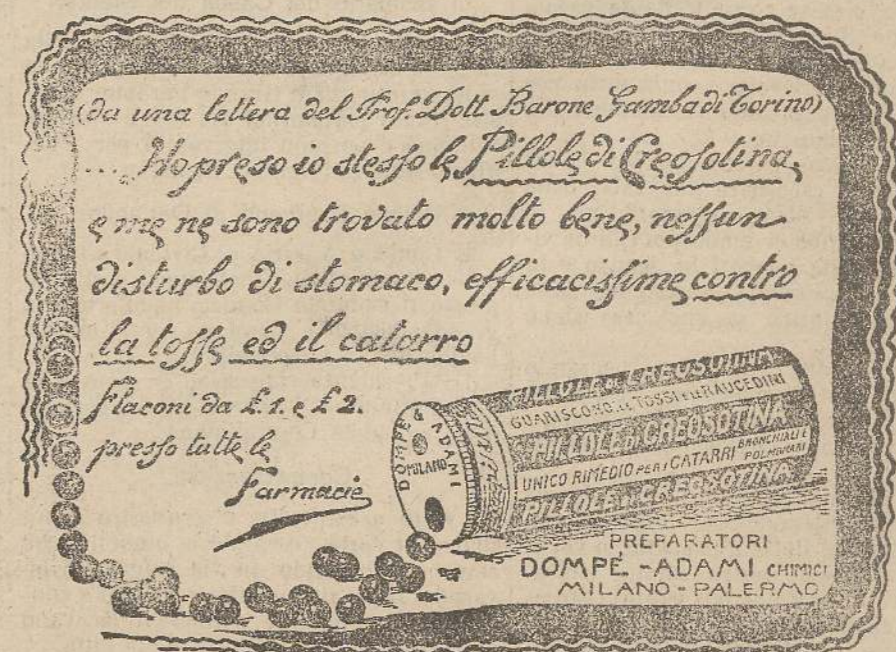 (da una lettera del Prof. Dott. Barone Gamba di Torino)
... Ho preso io stesso le Pillole di Creosotina,
e me ne sono trovato molto bene, nessun
disturbo di stomaco, efficacissime contro
la tosse ed il catarro
Flaconi da £.1. e £ 2.
presso tutte le
Farmacie
DOMPÉ & ADAMI
MILANO
PILLOLE DI CREOSOTINA
GUARISCONO LE TOSSI E LE RAUCEDINI
PILLOLE DI CREOSOTINA
UNICO RIMEDIO PER I CATARRI BRONCHIALI E POLMONARI
PILLOLE DI CREOSOTINA
PREPARATORI
DOMPÉ - ADAMI CHIMICI
MILANO - PALERMO